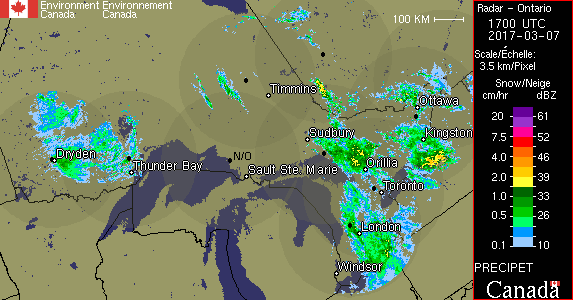 Environment Environnement
Canada Canada
100 KM
Radar - Ontario
1700 UTC
2017-03-07
Scale/Échelle:
3.5 km/Pixel
Snow/Neige
cm/hr dBZ
20 61
7.5 52
4.0 46
2.0 39
1.0 33
0.5 26
0.1 10
PRECIPET
Canada
Timmins
Ottawa
Sudbury
Kingston
Dryden
Thunder Bay
N/O
Sault Ste. Marie
Orillia
Toronto
London
Windsor